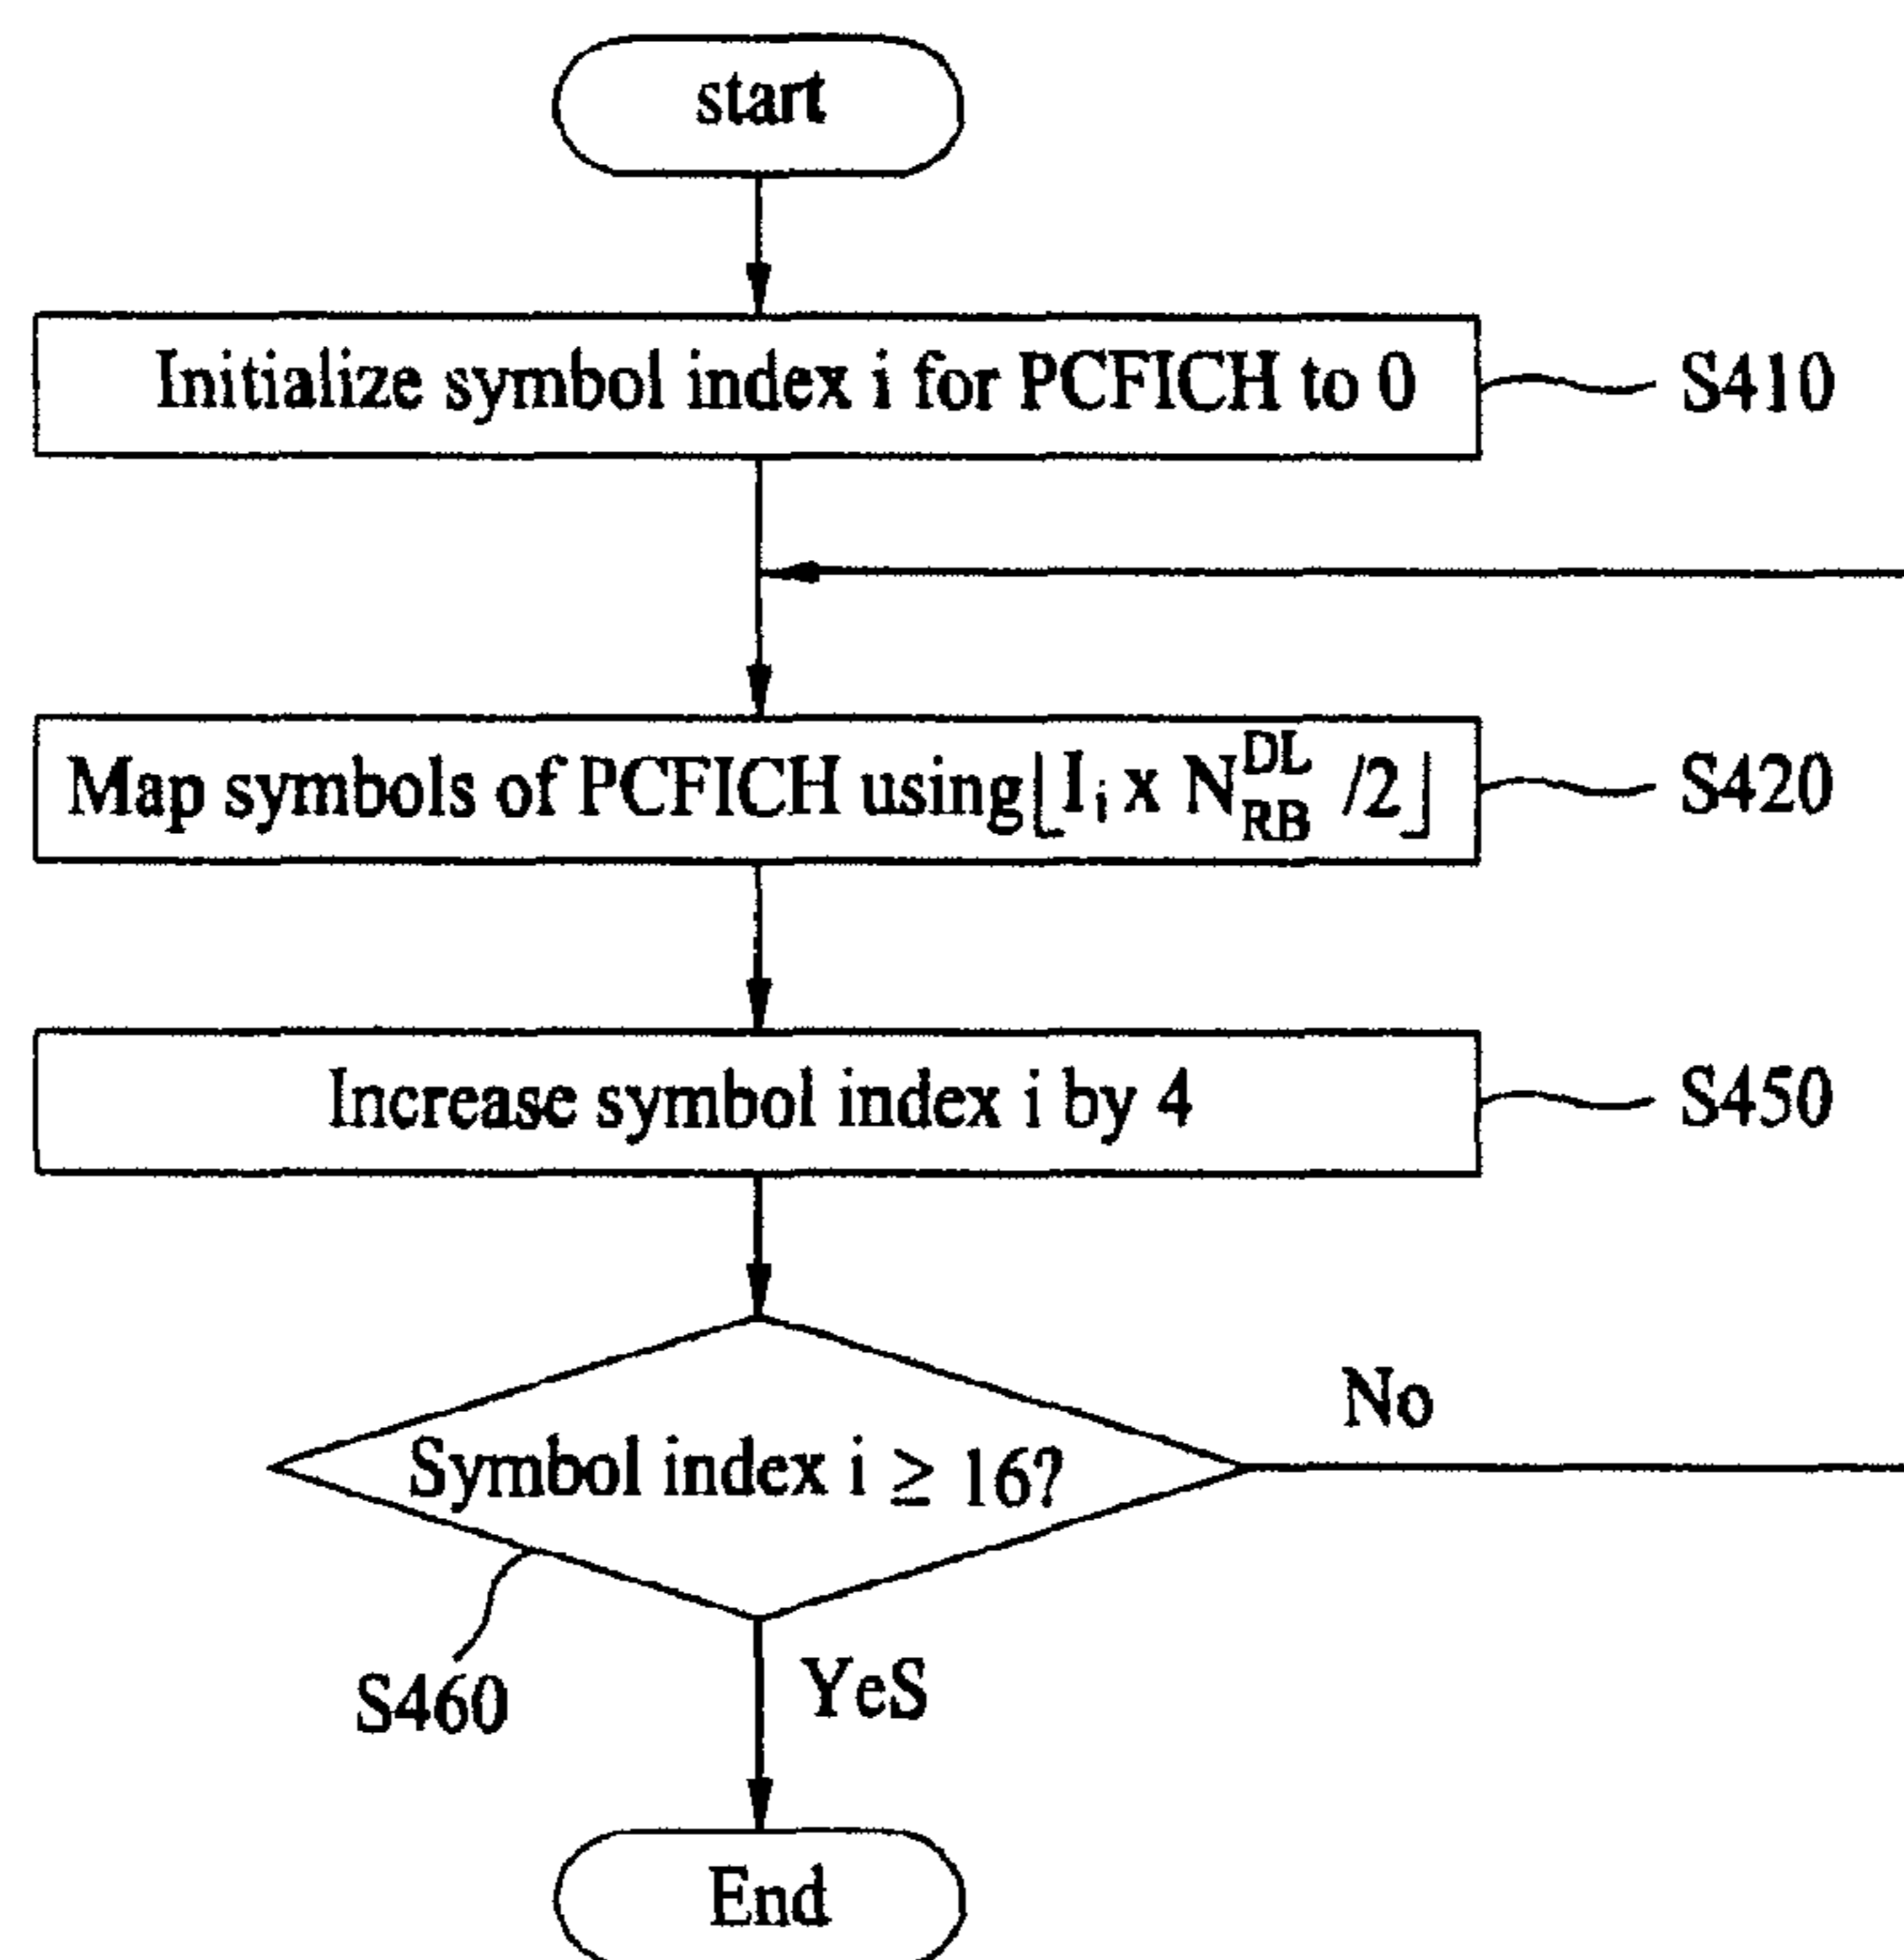 start
Initialize symbol index i for PCFICH to 0
S410
Map symbols of PCFICH using⌊I_i x N_RB^DL /2⌋
S420
Increase symbol index i by 4
S450
Symbol index i ≥ 16?
No
S460
YeS
End